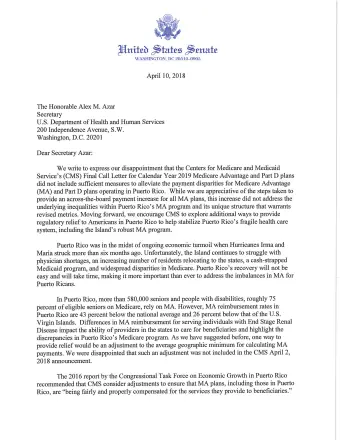 United States Senate
WASHINGTON, DC 20510-0905
April 10, 2018
The Honorable Alex M. Azar
Secretary
U.S. Department of Health and Human Services
200 Independence Avenue, S.W.
Washington, D.C. 20201
Dear Secretary Azar:
We write to express our disappointment that the Centers for Medicare and Medicaid
Service's (CMS) Final Call Letter for Calendar Year 2019 Medicare Advantage and Part D plans
did not include sufficient measures to alleviate the payment disparities for Medicare Advantage
(MA) and Part D plans operating in Puerto Rico. While we are appreciative of the steps taken to
provide an across-the-board payment increase for all MA plans, this increase did not address the
underlying inequalities within Puerto Rico's MA program and its unique structure that warrants
revised metrics. Moving forward, we encourage CMS to explore additional ways to provide
regulatory relief to Americans in Puerto Rico to help stabilize Puerto Rico's fragile health care
system, including the Island's robust MA program.
Puerto Rico was in the midst of ongoing economic turmoil when Hurricanes Irma and
Maria struck more than six months ago. Unfortunately, the Island continues to struggle with
physician shortages, an increasing number of residents relocating to the states, a cash-strapped
Medicaid program, and widespread disparities in Medicare. Puerto Rico's recovery will not be
easy and will take time, making it more important than ever to address the imbalances in MA for
Puerto Ricans.
In Puerto Rico, more than 580,000 seniors and people with disabilities, roughly 75
percent of eligible seniors on Medicare, rely on MA. However, MA reimbursement rates in
Puerto Rico are 43 percent below the national average and 26 percent below that of the U.S.
Virgin Islands. Differences in MA reimbursement for serving individuals with End Stage Renal
Disease impact the ability of providers in the states to care for beneficiaries and highlight the
discrepancies in Puerto Rico's Medicare program. As we have suggested before, one way to
provide relief would be an adjustment to the average geographic minimum for calculating MA
payments. We were disappointed that such an adjustment was not included in the CMS April 2,
2018 announcement.
The 2016 report by the Congressional Task Force on Economic Growth in Puerto Rico
recommended that CMS consider adjustments to ensure that MA plans, including those in Puerto
Rico, are "being fairly and properly compensated for the services they provide to beneficiaries."